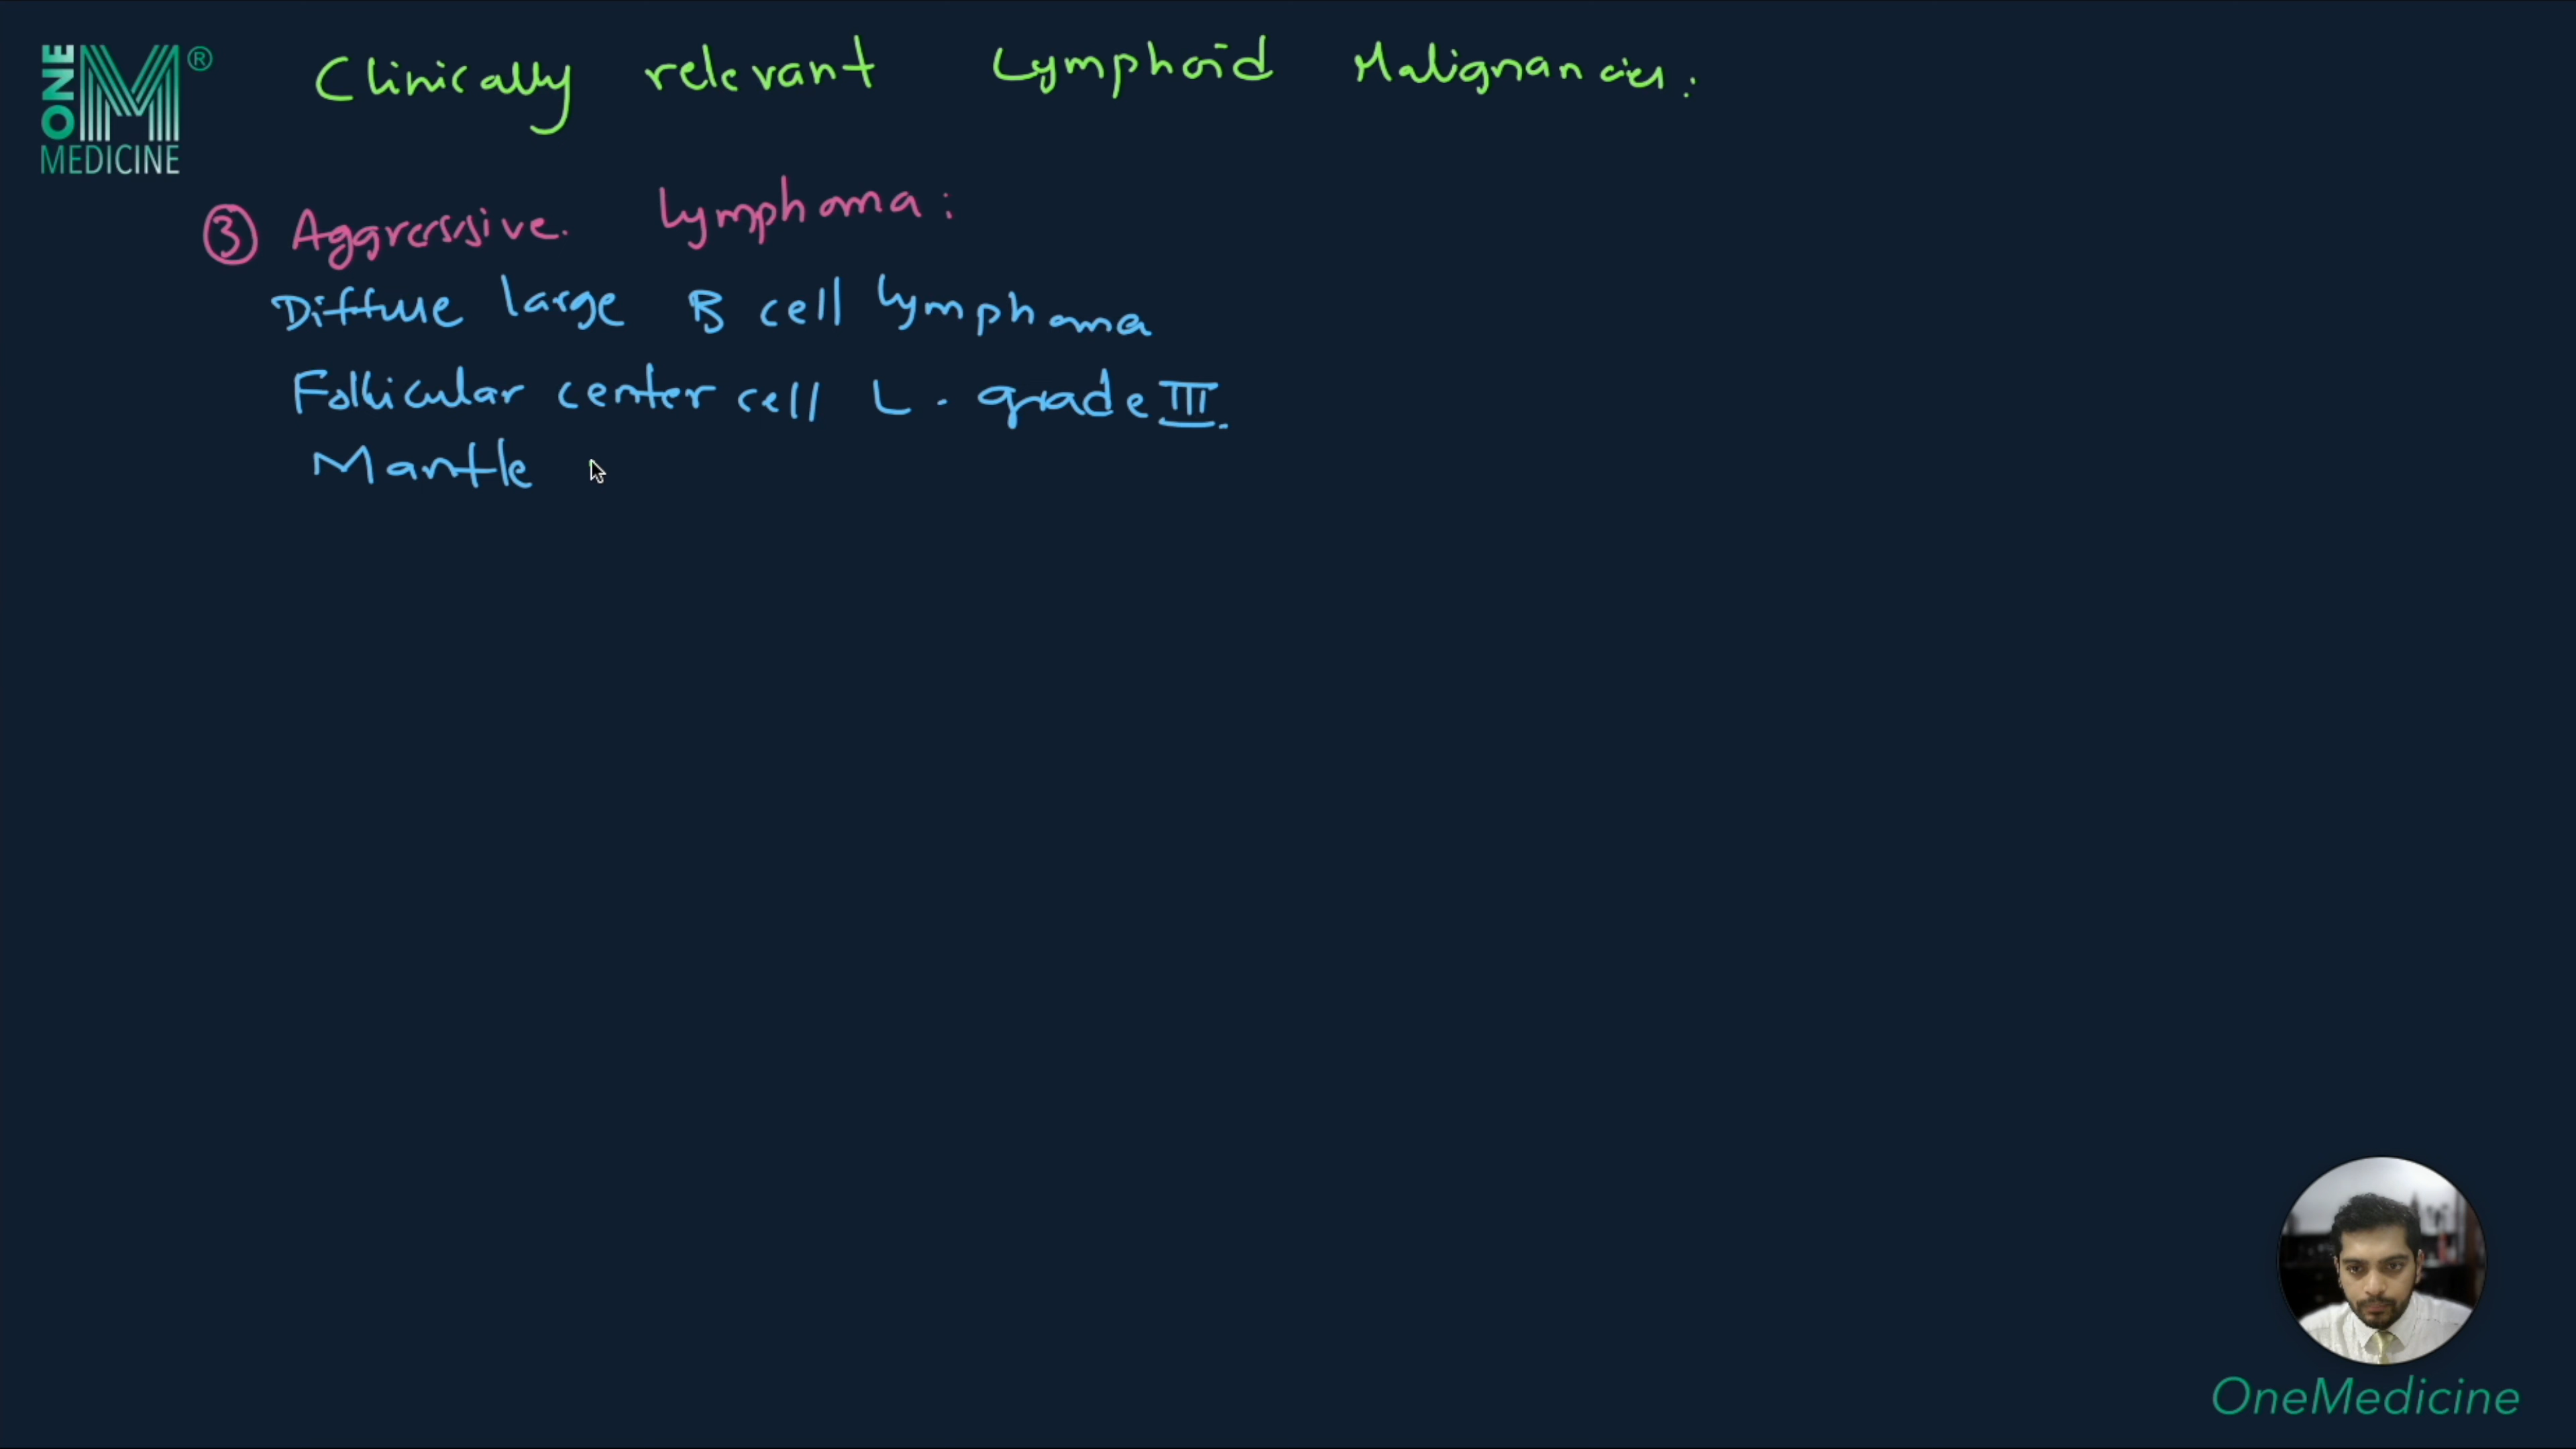 ONE M ®
MEDICINE
Clinically relevant Lymphoid Malignancies:
③ Aggressive. Lymphoma:
Diffuse large B cell lymphoma
Follicular center cell L. grade III.
Mantle
OneMedicine